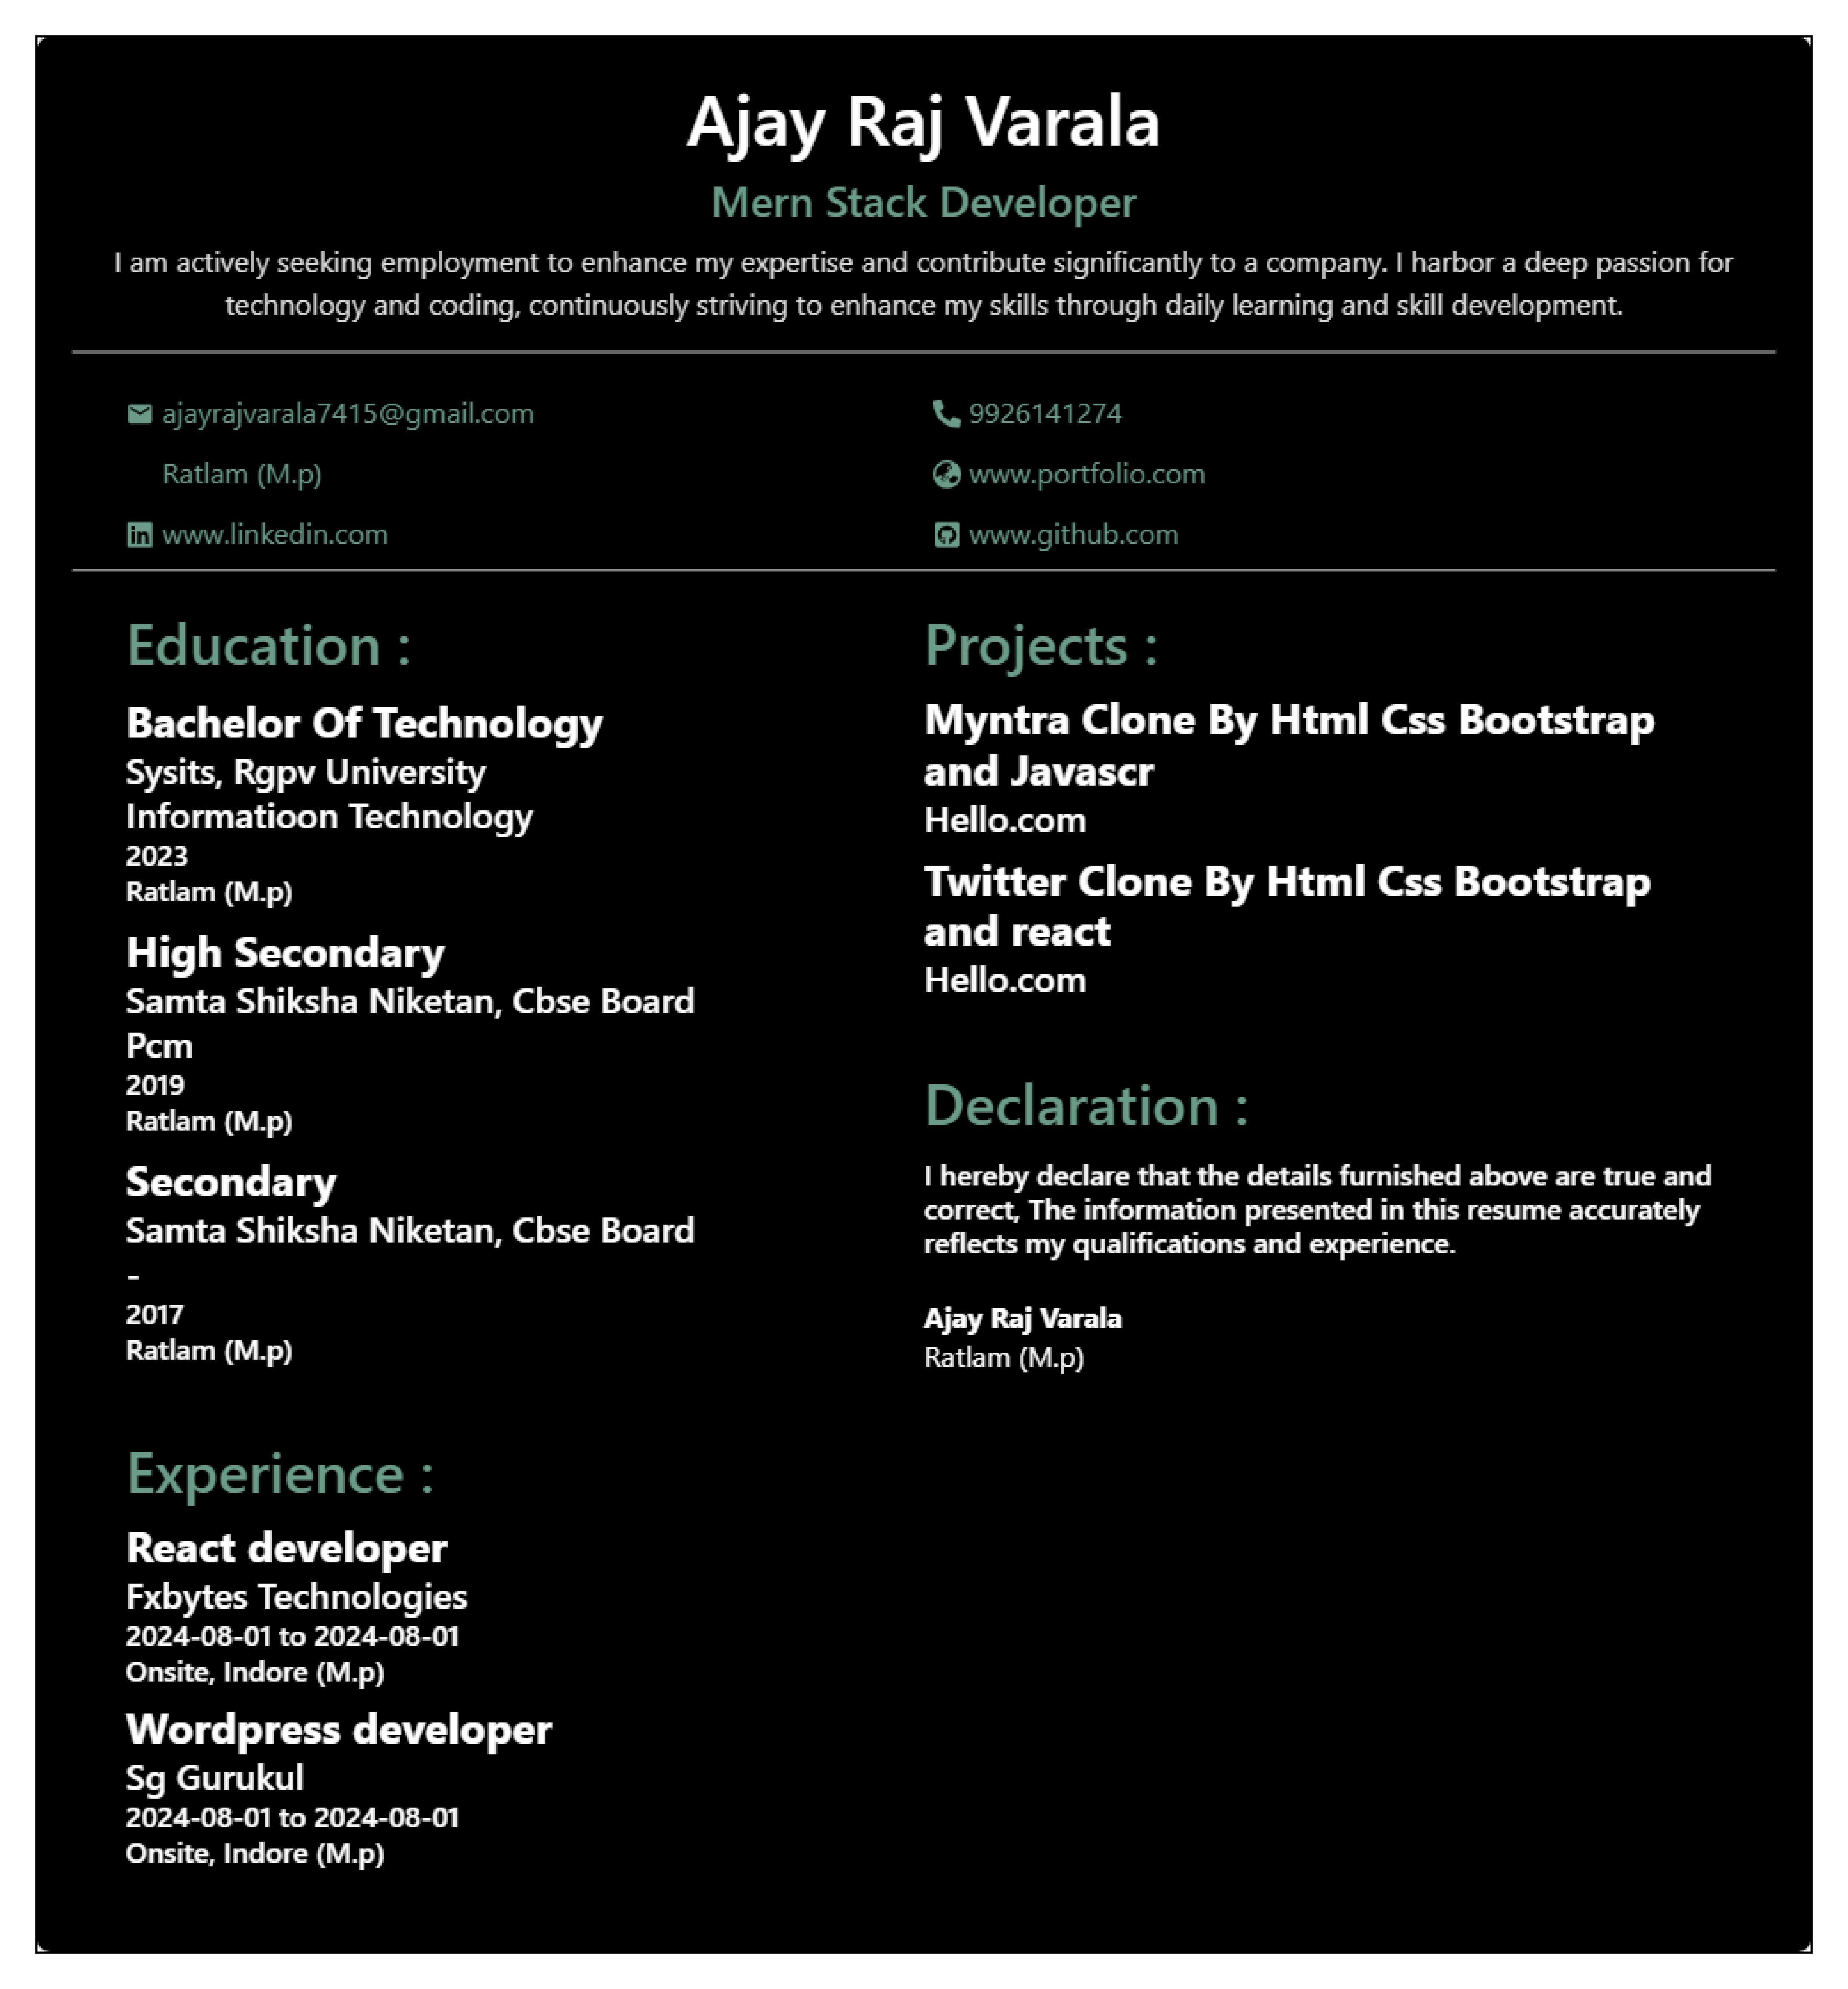 Ajay Raj Varala
Mern Stack Developer
I am actively seeking employment to enhance my expertise and contribute significantly to a company. I harbor a deep passion for
technology and coding, continuously striving to enhance my skills through daily learning and skill development.
ajayrajvarala7415@gmail.com
9926141274
Ratlam (M.p)
www.portfolio.com
www.linkedin.com
www.github.com
Education :
Bachelor Of Technology
Sysits, Rgpv University
Informatioon Technology
2023
Ratlam (M.p)
High Secondary
Samta Shiksha Niketan, Cbse Board
Pcm
2019
Ratlam (M.p)
Secondary
Samta Shiksha Niketan, Cbse Board
-
2017
Ratlam (M.p)
Experience :
React developer
Fxbytes Technologies
2024-08-01 to 2024-08-01
Onsite, Indore (M.p)
Wordpress developer
Sg Gurukul
2024-08-01 to 2024-08-01
Onsite, Indore (M.p)
Projects :
Myntra Clone By Html Css Bootstrap
and Javascr
Hello.com
Twitter Clone By Html Css Bootstrap
and react
Hello.com
Declaration :
I hereby declare that the details furnished above are true and
correct, The information presented in this resume accurately
reflects my qualifications and experience.
Ajay Raj Varala
Ratlam (M.p)